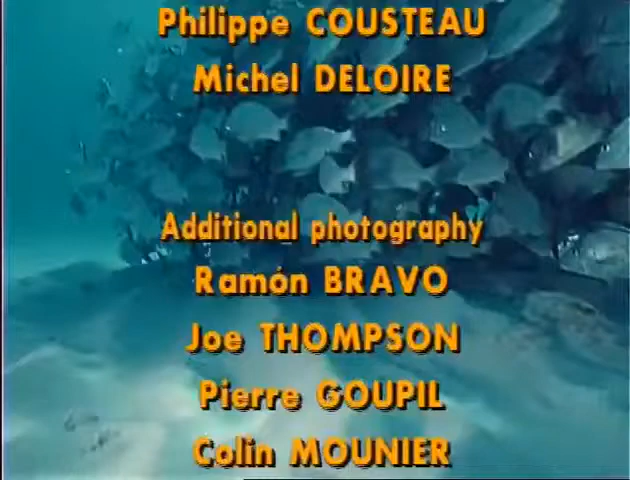 Philippe COUSTEAU
Michel DELOIRE
Additional photography
Ramón BRAVO
Joe THOMPSON
Pierre GOUPIL
Colin MOUNIER